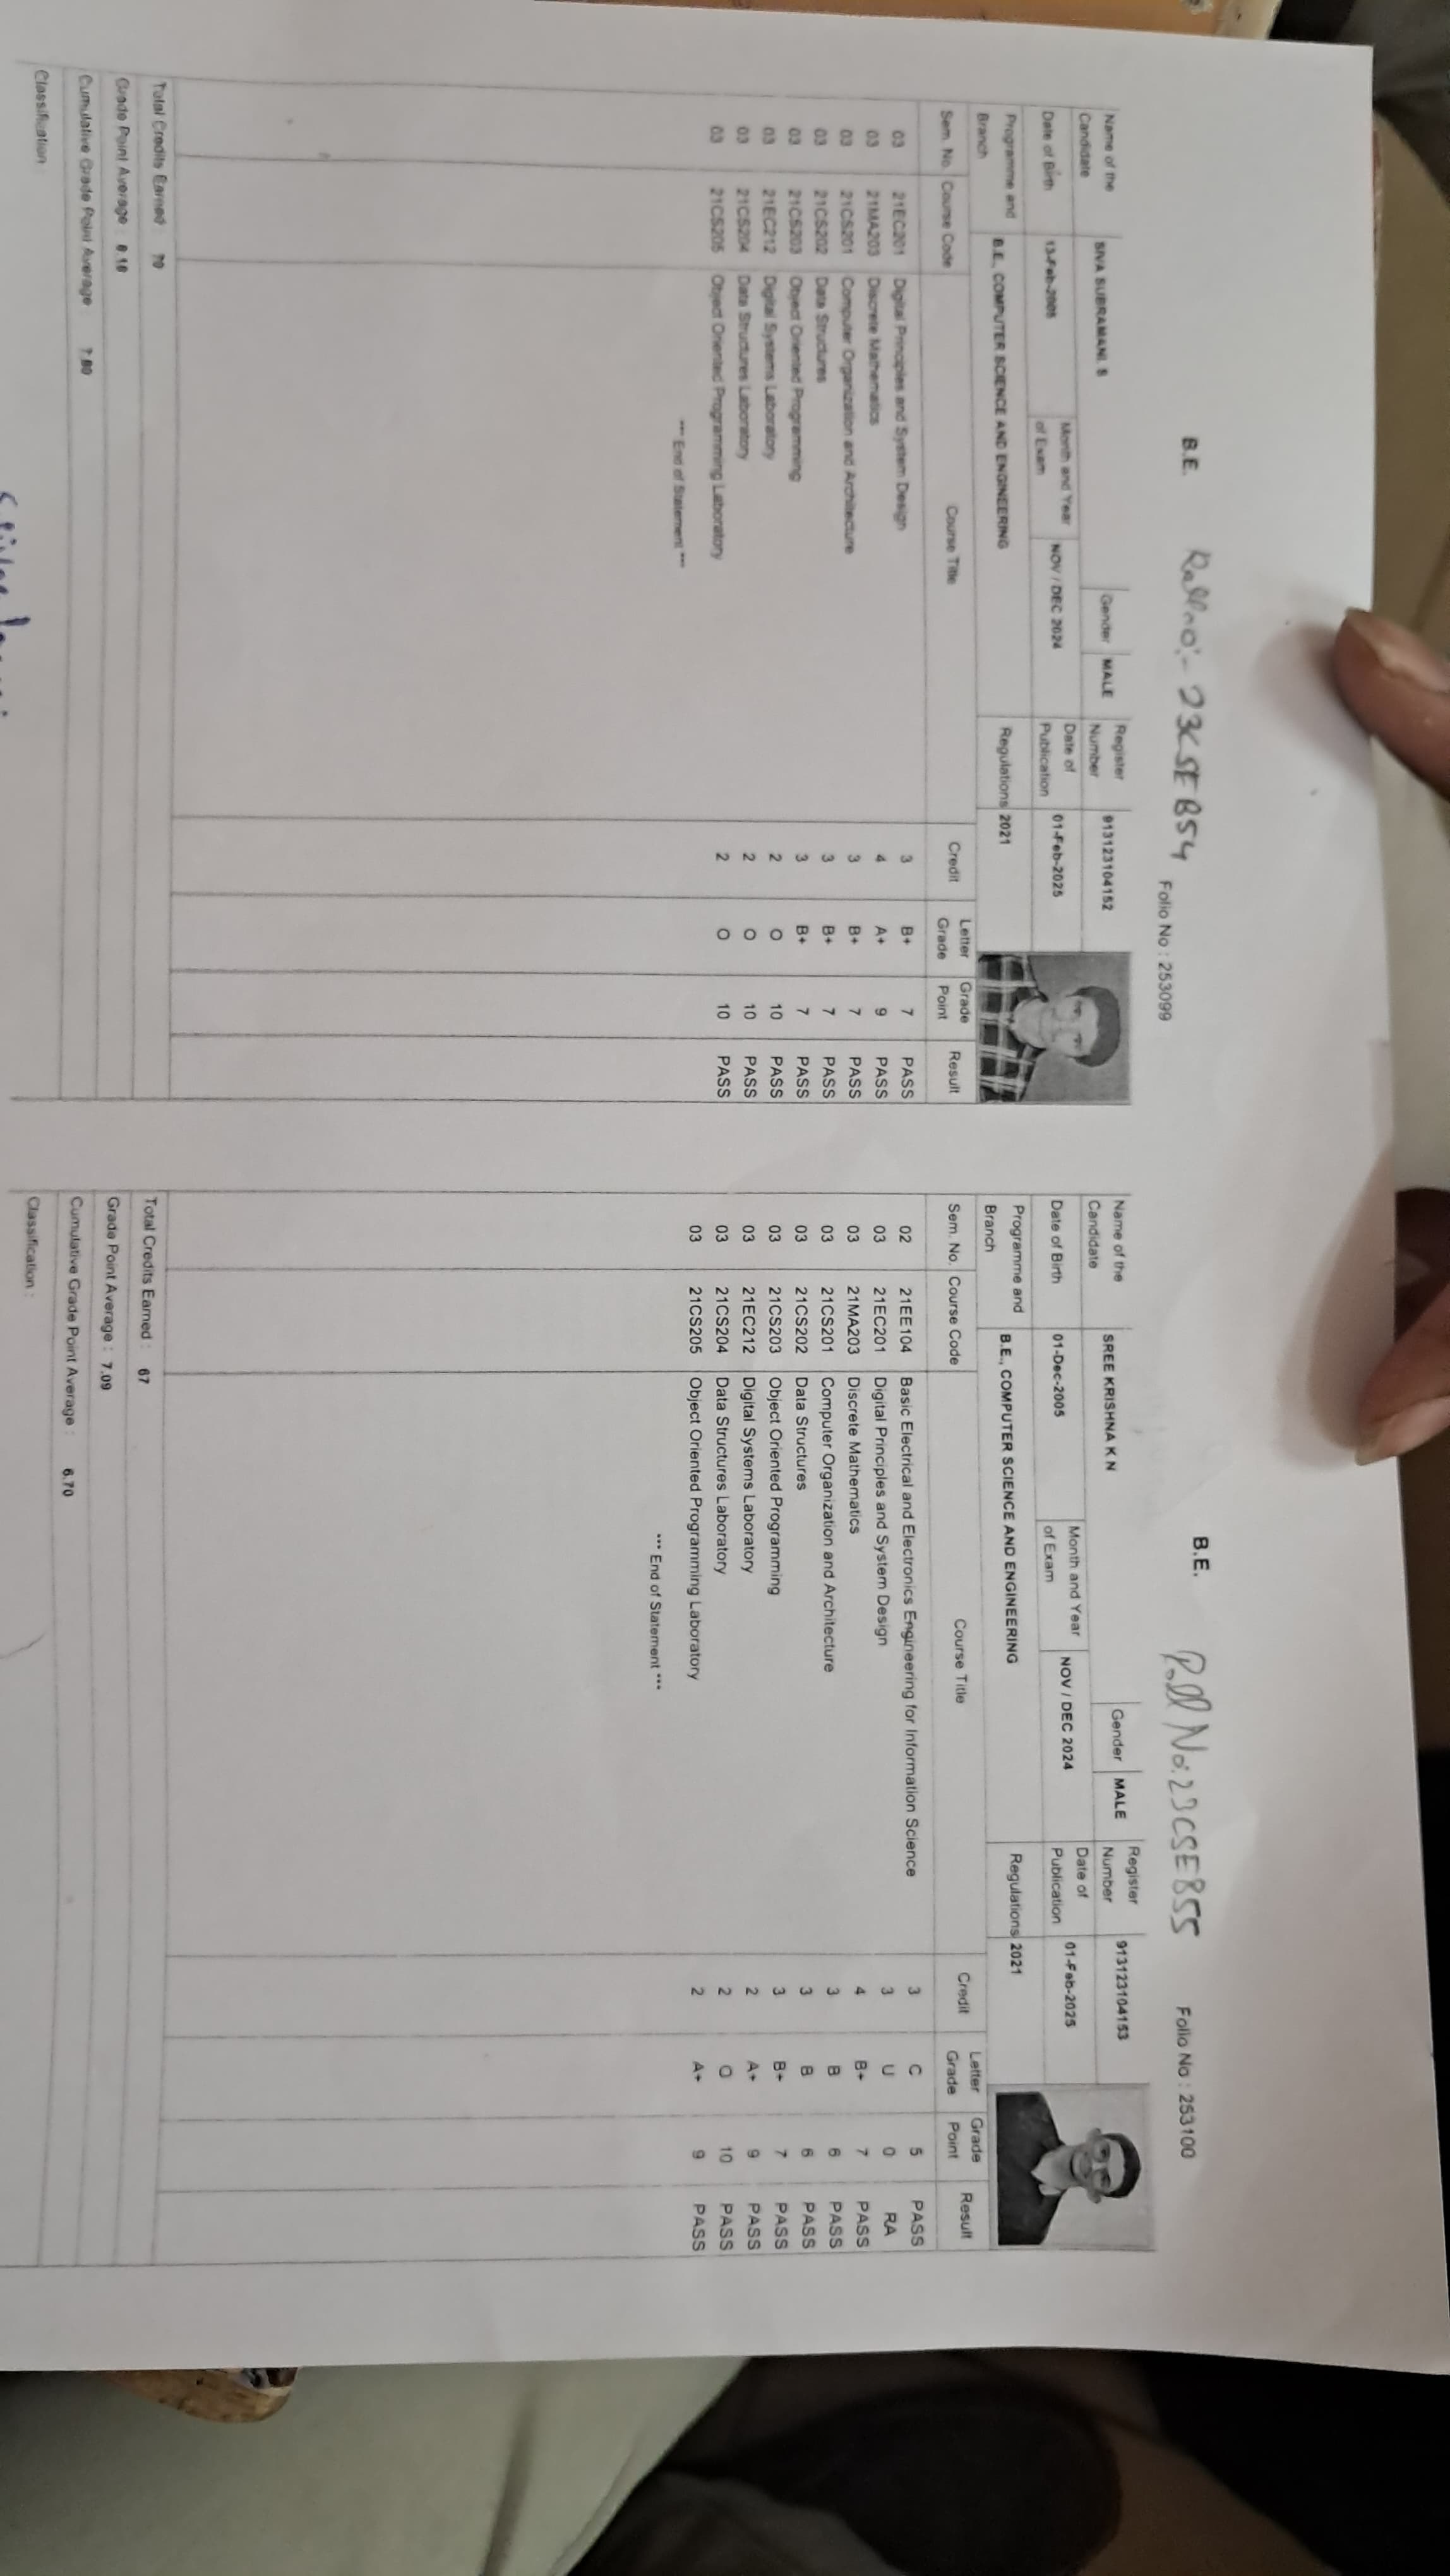 B.E. Roll no:- 23CSEB54
Folio No : 253099
Name of the Candidate SIVA SUBRAMANI. S Gender MALE Register Number 913123104152
Date of Birth 13-Feb-2005 Month and Year of Exam NOV / DEC 2024 Date of Publication 01-Feb-2025
Programme and Branch B.E., COMPUTER SCIENCE AND ENGINEERING Regulations 2021
Sem. No. Course Code Course Title Credit Letter Grade Grade Point Result
03 21EC201 Digital Principles and System Design 3 B+ 7 PASS
03 21MA203 Discrete Mathematics 4 A+ 9 PASS
03 21CS201 Computer Organization and Architecture 3 B+ 7 PASS
03 21CS202 Data Structures 3 B+ 7 PASS
03 21CS203 Object Oriented Programming 3 B+ 7 PASS
03 21EC212 Digital Systems Laboratory 2 O 10 PASS
03 21CS204 Data Structures Laboratory 2 O 10 PASS
03 21CS205 Object Oriented Programming Laboratory 2 O 10 PASS
*** End of Statement ***
Total Credits Earned : 70
Grade Point Average : 8.18
Cumulative Grade Point Average 7.80
Classification
B.E. Roll No: 23CSEB55
Folio No : 253100
Name of the Candidate SREE KRISHNA K N Gender MALE Register Number 913123104153
Date of Birth 01-Dec-2005 Month and Year of Exam NOV / DEC 2024 Date of Publication 01-Feb-2025
Programme and Branch B.E., COMPUTER SCIENCE AND ENGINEERING Regulations 2021
Sem. No. Course Code Course Title Credit Letter Grade Grade Point Result
02 21EE104 Basic Electrical and Electronics Engineering for Information Science 3 C 5 PASS
03 21EC201 Digital Principles and System Design 3 U 0 RA
03 21MA203 Discrete Mathematics 4 B+ 7 PASS
03 21CS201 Computer Organization and Architecture 3 B 6 PASS
03 21CS202 Data Structures 3 B 6 PASS
03 21CS203 Object Oriented Programming 3 B+ 7 PASS
03 21EC212 Digital Systems Laboratory 2 A+ 9 PASS
03 21CS204 Data Structures Laboratory 2 O 10 PASS
03 21CS205 Object Oriented Programming Laboratory 2 A+ 9 PASS
*** End of Statement ***
Total Credits Earned : 67
Grade Point Average : 7.09
Cumulative Grade Point Average : 6.70
Classification :